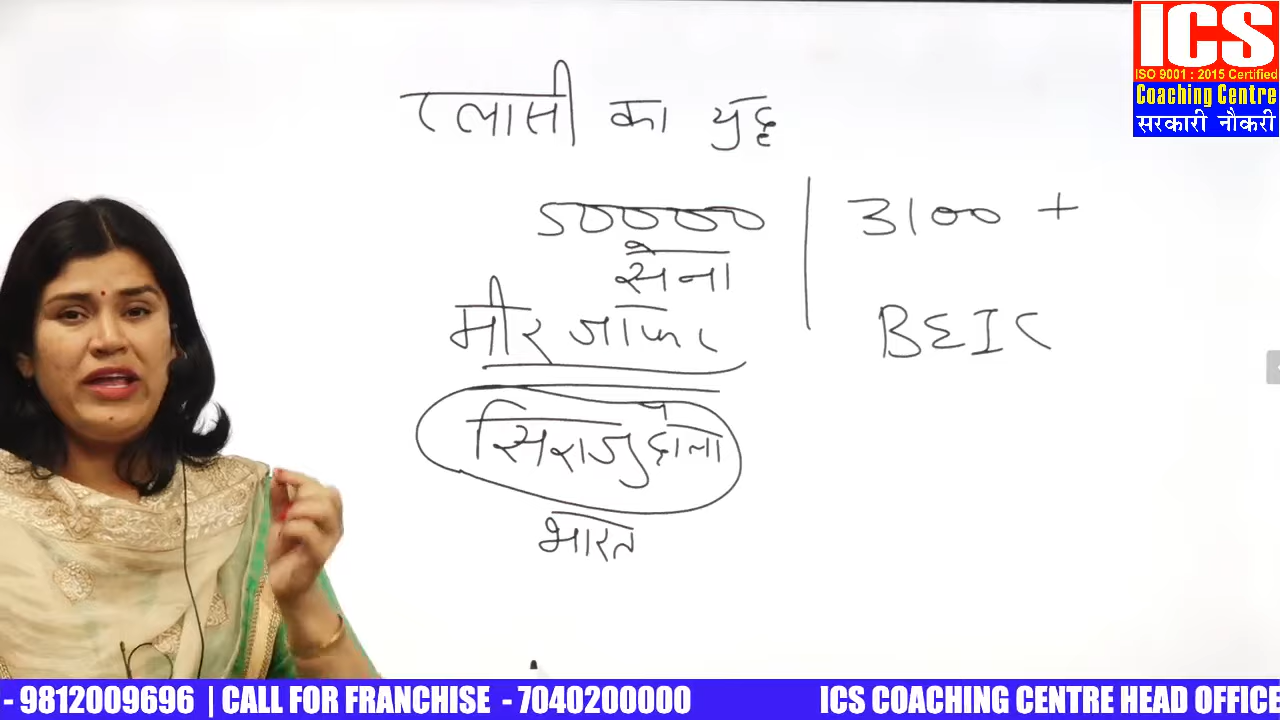 ICS
ISO 9001 : 2015 Certified
Coaching Centre
सरकारी नौकरी
प्लासी का युद्ध
50000
सेना
मीर जाफर
सिराजुद्दौला
भारत
3100 +
BEIC
- 9812009696 | CALL FOR FRANCHISE - 7040200000
ICS COACHING CENTRE HEAD OFFICE